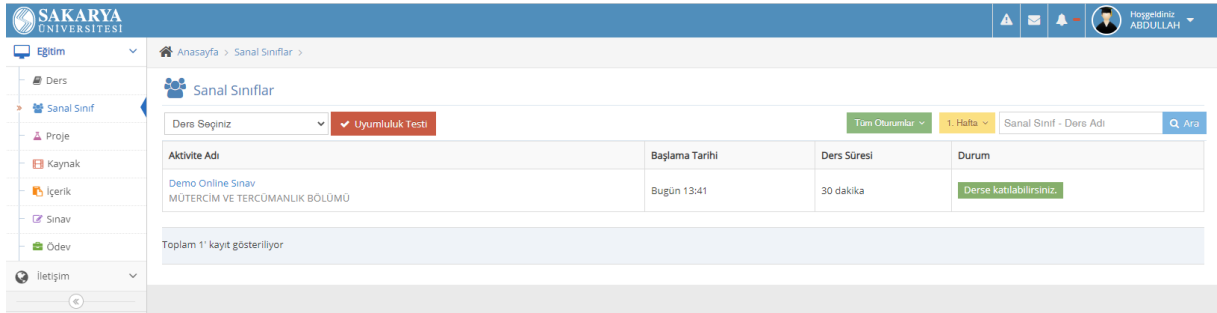 SAKARYA
ÜNİVERSİTESİ
Hoşgeldiniz
ABDULLAH
Eğitim
Anasayfa > Sanal Sınıflar >
Ders
Sanal Sınıf
Proje
Kaynak
İçerik
Sınav
Ödev
İletişim
Sanal Sınıflar
Ders Seçiniz
Uyumluluk Testi
Tüm Oturumlar
1. Hafta
Sanal Sınıf - Ders Adı
Ara
Aktivite Adı Başlama Tarihi Ders Süresi Durum
Demo Online Sınav
MÜTERCİM VE TERCÜMANLIK BÖLÜMÜ
Bugün 13:41
30 dakika
Derse katılabilirsiniz.
Toplam 1' kayıt gösteriliyor